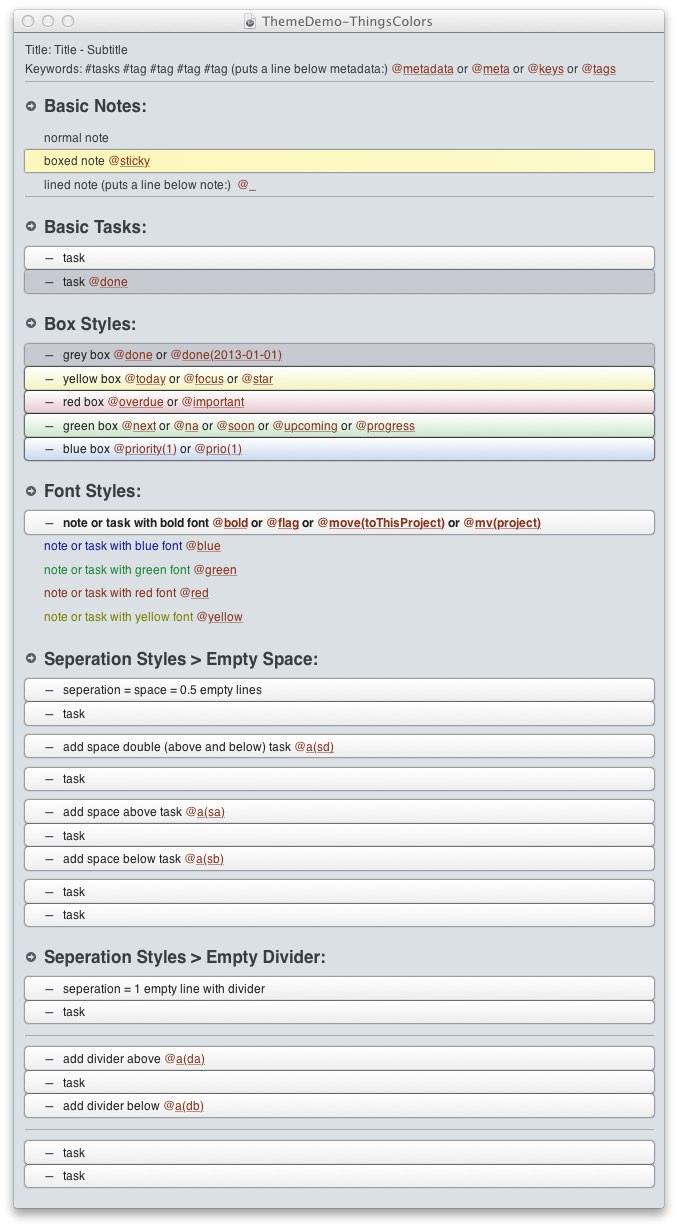 ThemeDemo-ThingsColors
Title: Title - Subtitle
Keywords: #tasks #tag #tag #tag #tag (puts a line below metadata:) @metadata or @meta or @keys or @tags
Basic Notes:
normal note
boxed note @sticky
lined note (puts a line below note:) @_
Basic Tasks:
– task
– task @done
Box Styles:
– grey box @done or @done(2013-01-01)
– yellow box @today or @focus or @star
– red box @overdue or @important
– green box @next or @na or @soon or @upcoming or @progress
– blue box @priority(1) or @prio(1)
Font Styles:
– note or task with bold font @bold or @flag or @move(toThisProject) or @mv(project)
note or task with blue font @blue
note or task with green font @green
note or task with red font @red
note or task with yellow font @yellow
Seperation Styles > Empty Space:
– seperation = space = 0.5 empty lines
– task
– add space double (above and below) task @a(sd)
– task
– add space above task @a(sa)
– task
– add space below task @a(sb)
– task
– task
Seperation Styles > Empty Divider:
– seperation = 1 empty line with divider
– task
– add divider above @a(da)
– task
– add divider below @a(db)
– task
– task